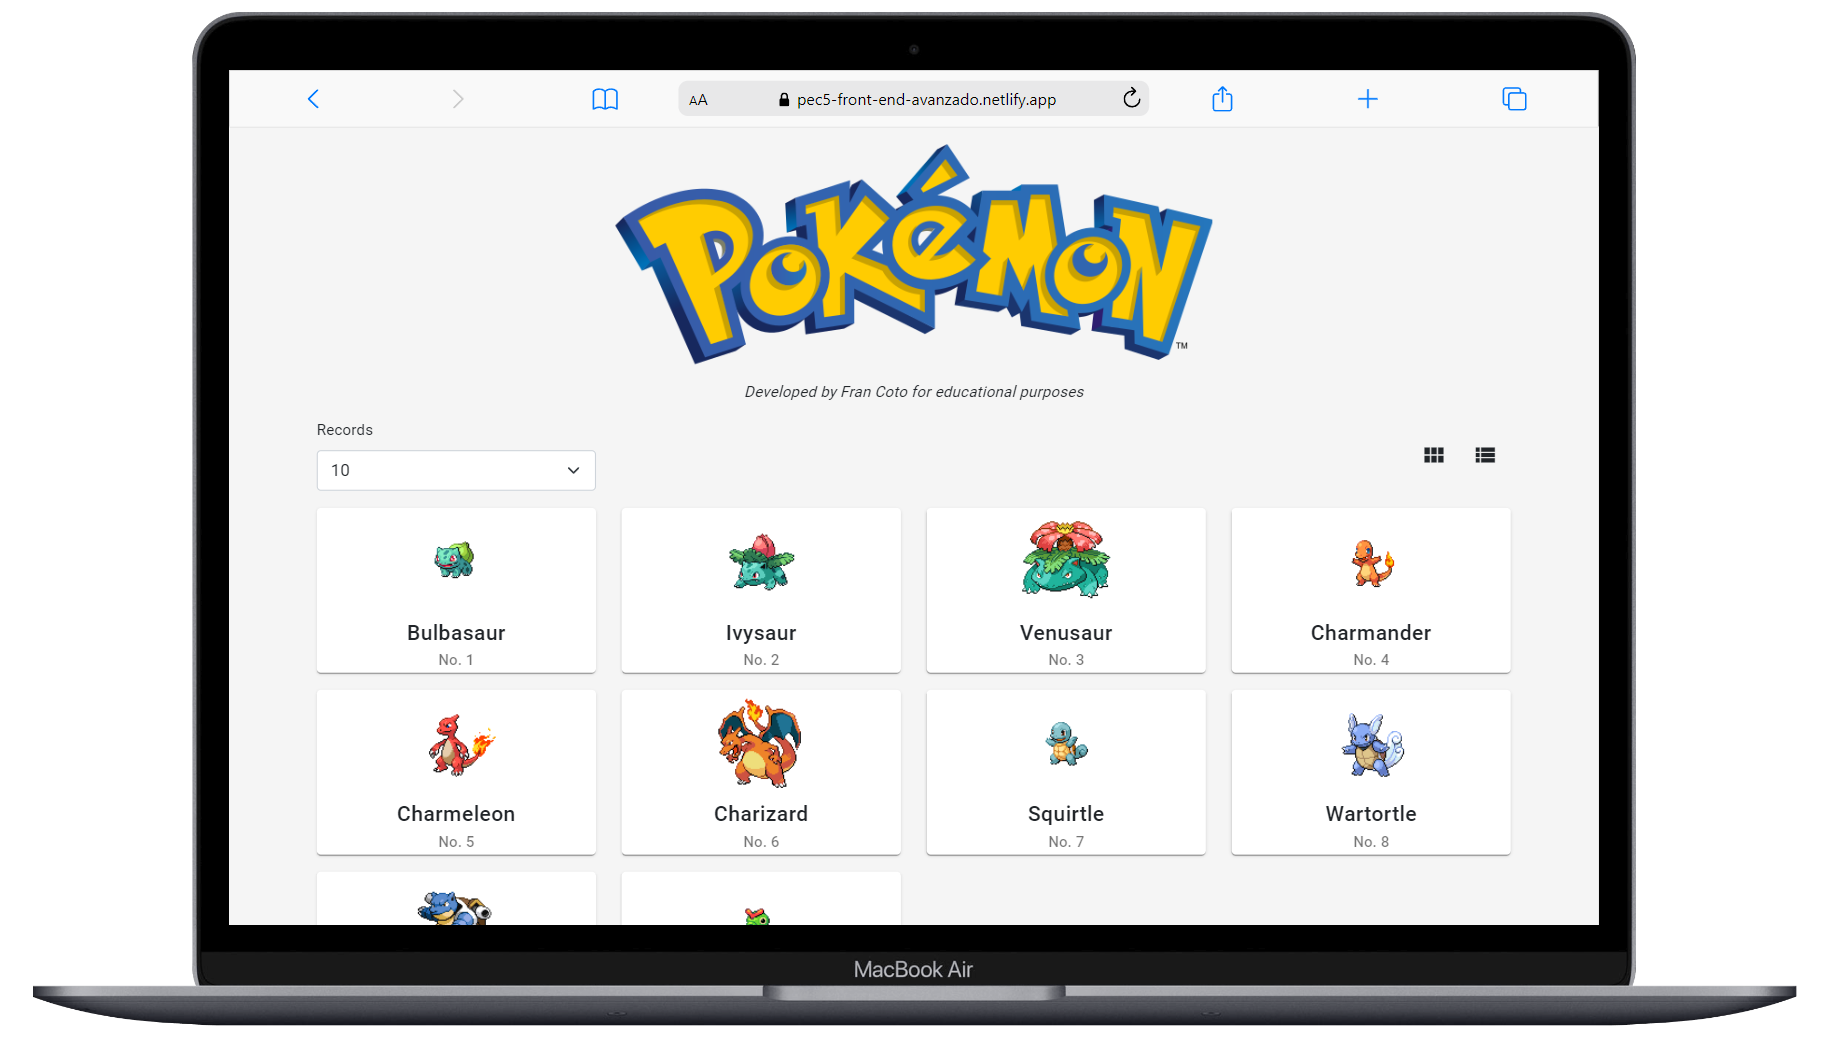 AA pec5-front-end-avanzado.netlify.app
POKéMON
TM
Developed by Fran Coto for educational purposes
Records
10
Bulbasaur
No. 1
Ivysaur
No. 2
Venusaur
No. 3
Charmander
No. 4
Charmeleon
No. 5
Charizard
No. 6
Squirtle
No. 7
Wartortle
No. 8
MacBook Air